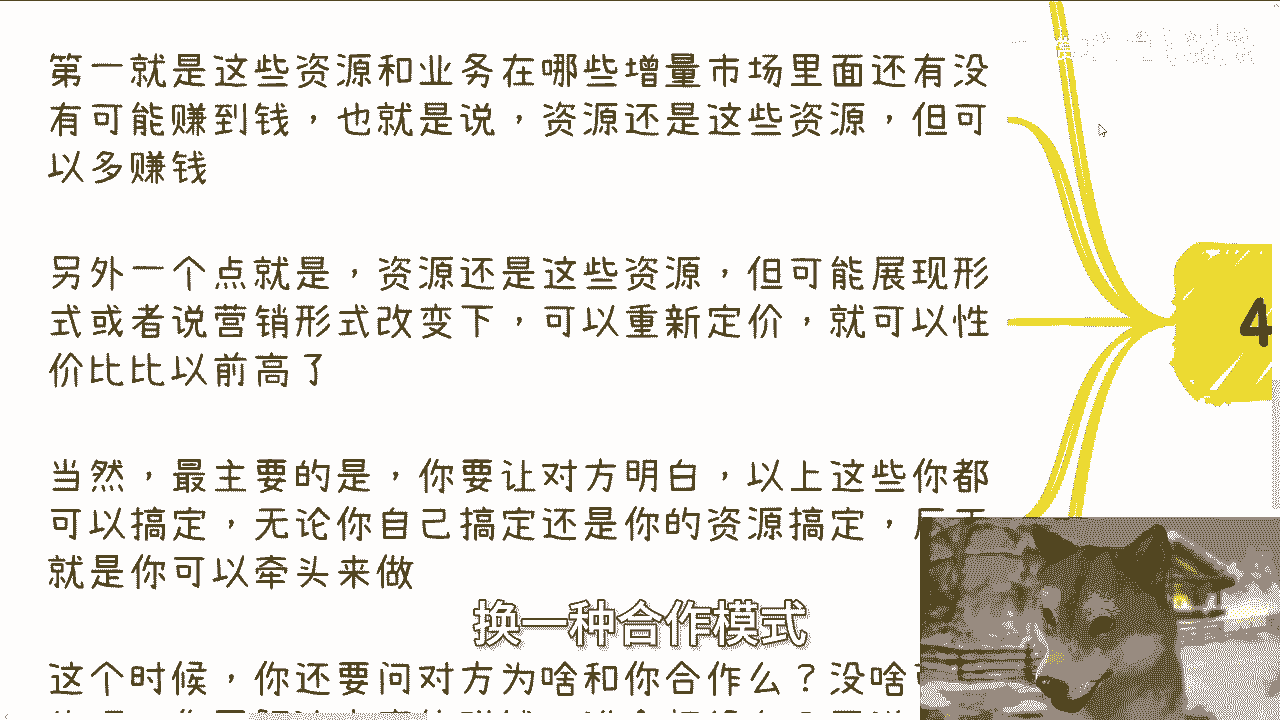 第一就是这些资源和业务在哪些增量市场里面还有没
有可能赚到钱，也就是说，资源还是这些资源，但可
以多赚钱
另外一个点就是，资源还是这些资源，但可能展现形
式或者说营销形式改变下，可以重新定价，就可以性
价比比以前高了
当然，最主要的是，你要让对方明白，以上这些你都
可以搞定，无论你自己搞定还是你的资源搞定，反正
就是你可以牵头来做
4
换一种合作模式
这个时候，你还要问对方为啥和你合作么？没啥